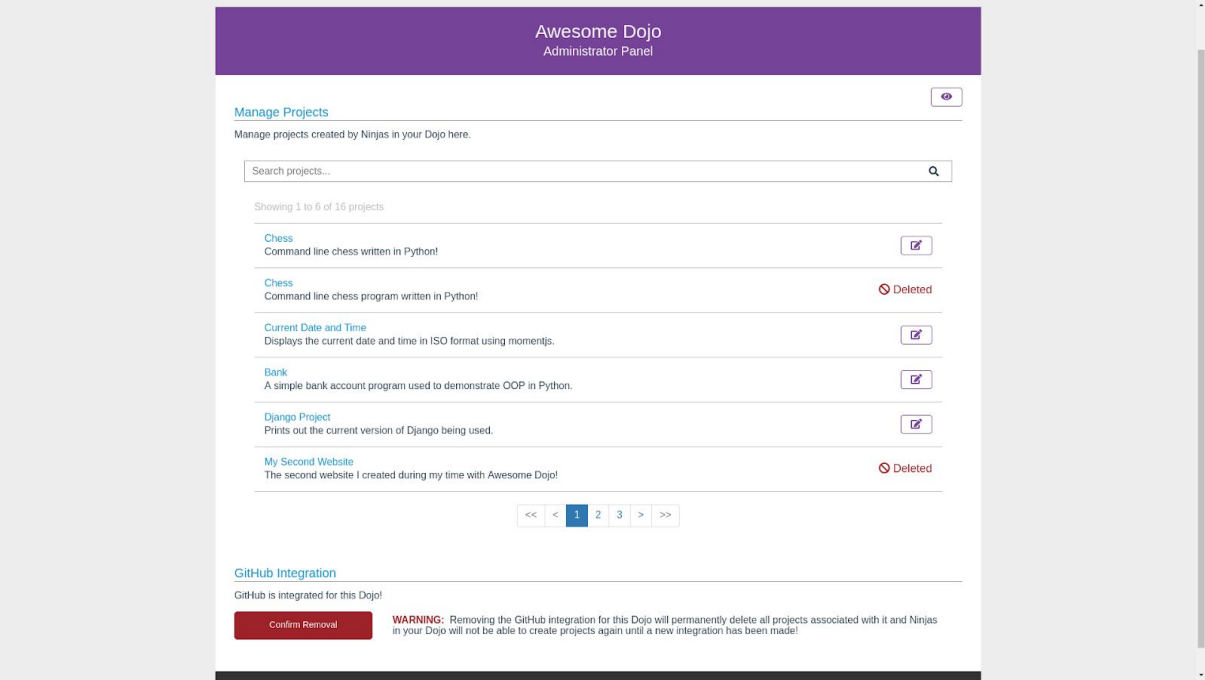 Awesome Dojo
Administrator Panel
Manage Projects
Manage projects created by Ninjas in your Dojo here.
Search projects...
Showing 1 to 6 of 16 projects
Chess
Command line chess written in Python!
Chess
Command line chess program written in Python!
Deleted
Current Date and Time
Displays the current date and time in ISO format using momentjs.
Bank
A simple bank account program used to demonstrate OOP in Python.
Django Project
Prints out the current version of Django being used.
My Second Website
The second website I created during my time with Awesome Dojo!
Deleted
<< < 1 2 3 > >>
GitHub Integration
GitHub is integrated for this Dojo!
Confirm Removal
WARNING: Removing the GitHub integration for this Dojo will permanently delete all projects associated with it and Ninjas
in your Dojo will not be able to create projects again until a new integration has been made!